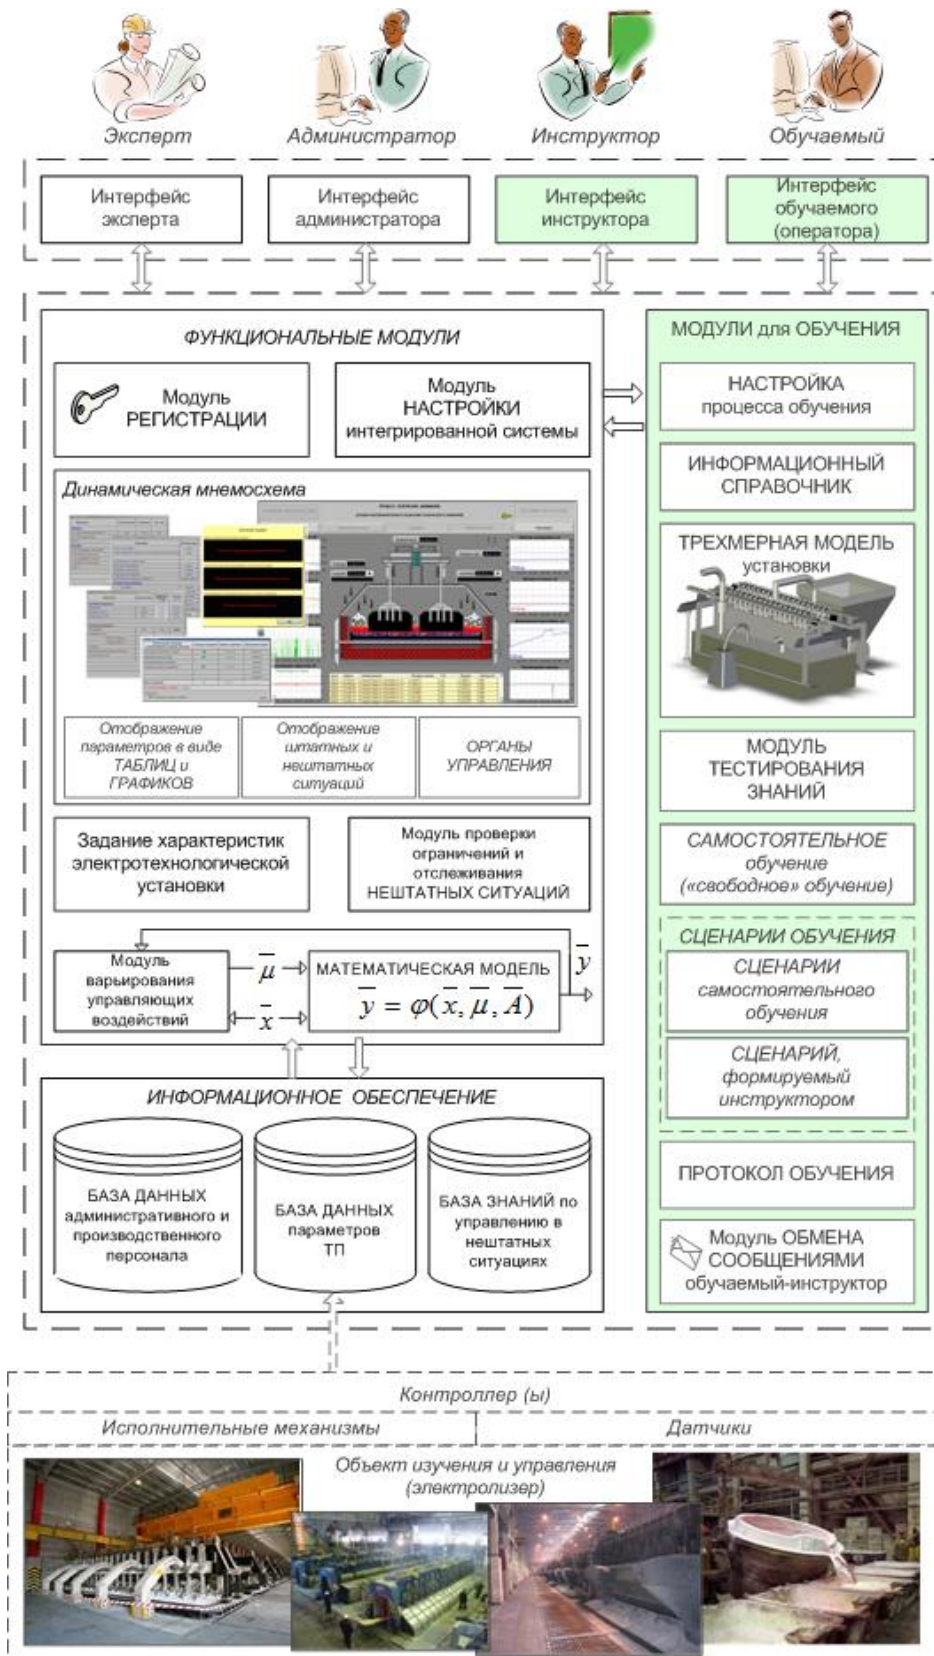 Эксперт
Администратор
Инструктор
Обучаемый
Интерфейс
эксперта
Интерфейс
администратора
Интерфейс
инструктора
Интерфейс
обучаемого
(оператора)
ФУНКЦИОНАЛЬНЫЕ МОДУЛИ
Модуль
РЕГИСТРАЦИИ
Модуль
НАСТРОЙКИ
интегрированной системы
Динамическая мнемосхема
Отображение
параметров в виде
ТАБЛИЦ и
ГРАФИКОВ
Отображение
штатных и
нештатных
ситуаций
ОРГАНЫ
УПРАВЛЕНИЯ
Задание характеристик
электротехнологической
установки
Модуль проверки
ограничений и
отслеживания
НЕШТАТНЫХ СИТУАЦИЙ
Модуль
варьирования
управляющих
воздействий
μ̅
x̅
МАТЕМАТИЧЕСКАЯ МОДЕЛЬ
y̅ = φ(x̅, μ̅, A̅)
y̅
ИНФОРМАЦИОННОЕ ОБЕСПЕЧЕНИЕ
БАЗА ДАННЫХ
административного и
производственного
персонала
БАЗА ДАННЫХ
параметров
ТП
БАЗА ЗНАНИЙ по
управлению в
нештатных
ситуациях
МОДУЛИ для ОБУЧЕНИЯ
НАСТРОЙКА
процесса обучения
ИНФОРМАЦИОННЫЙ
СПРАВОЧНИК
ТРЕХМЕРНАЯ МОДЕЛЬ
установки
МОДУЛЬ
ТЕСТИРОВАНИЯ
ЗНАНИЙ
САМОСТОЯТЕЛЬНОЕ
обучение
(«свободное» обучение)
СЦЕНАРИИ ОБУЧЕНИЯ
СЦЕНАРИИ
самостоятельного
обучения
СЦЕНАРИЙ,
формируемый
инструктором
ПРОТОКОЛ ОБУЧЕНИЯ
Модуль ОБМЕНА
СООБЩЕНИЯМИ
обучаемый-инструктор
Контроллер (ы)
Исполнительные механизмы
Датчики
Объект изучения и управления
(электролизер)